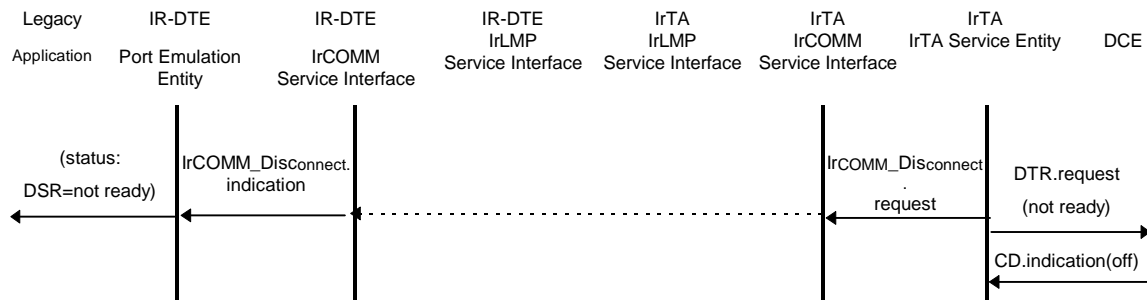 Legacy
Application
IR-DTE
Port Emulation
Entity
IR-DTE
IrCOMM
Service Interface
IR-DTE
IrLMP
Service Interface
IrTA
IrLMP
Service Interface
IrTA
IrCOMM
Service Interface
IrTA
IrTA Service Entity
DCE
(status:
DSR=not ready)
IrCOMM_Disconnect.
indication
IrCOMM_Disconnect
.
request
DTR.request
(not ready)
CD.indication(off)